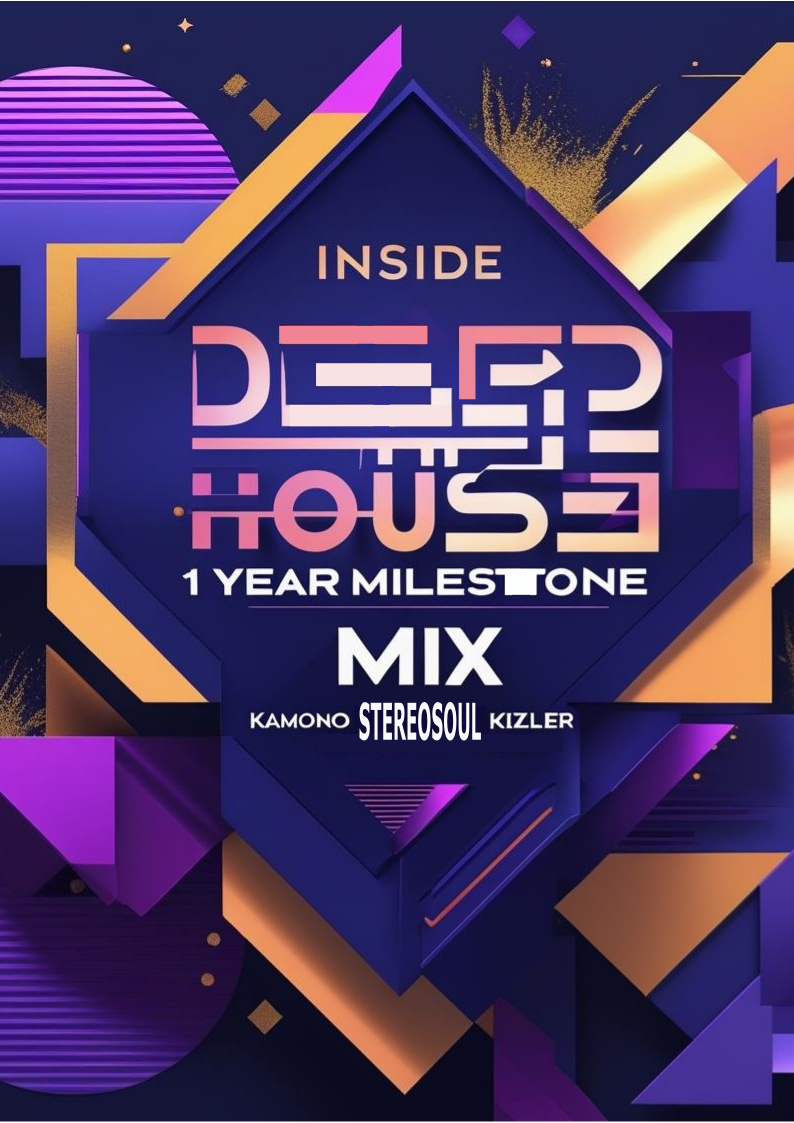 INSIDE
DEEP
HOUSE
1 YEAR MILESTONE
MIX
KAMONO STEREOSOUL KIZLER